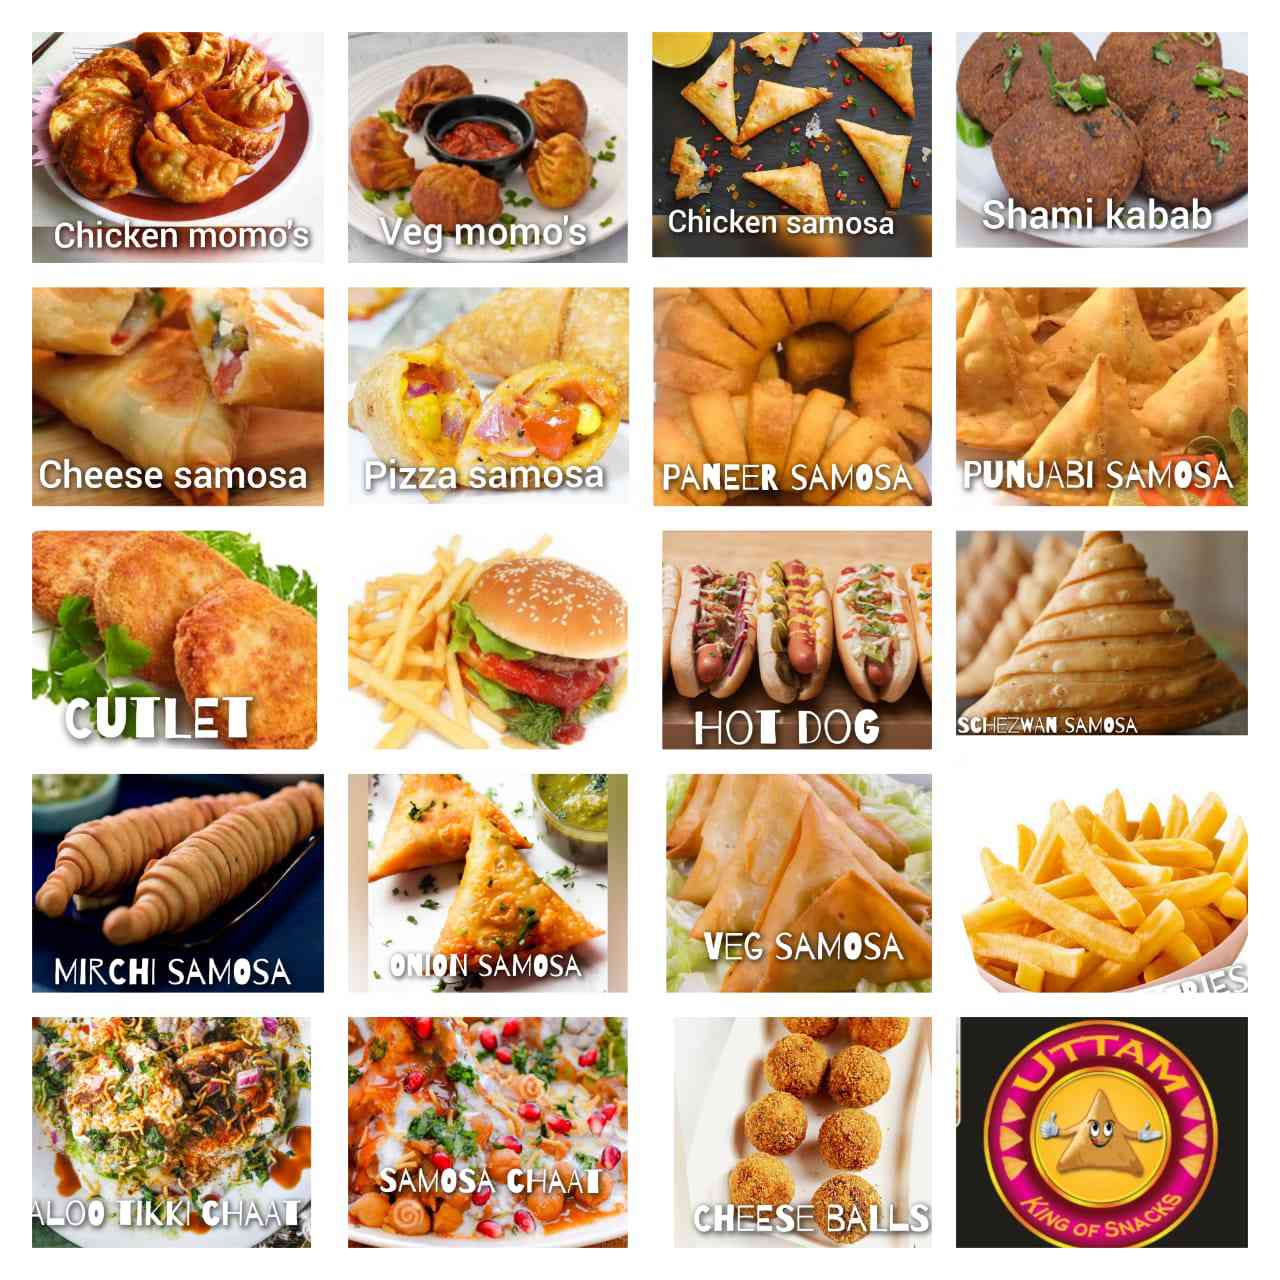 Chicken momo's
Veg momo's
Chicken samosa
Shami kabab
Cheese samosa
Pizza samosa
PANEER SAMOSA
PUNJABI SAMOSA
CUTLET
HOT DOG
SCHEZWAN SAMOSA
MIRCHI SAMOSA
ONION SAMOSA
VEG SAMOSA
FRIES
ALOO TIKKI CHAAT
SAMOSA CHAAT
CHEESE BALLS
UTTAM
KING OF SNACKS